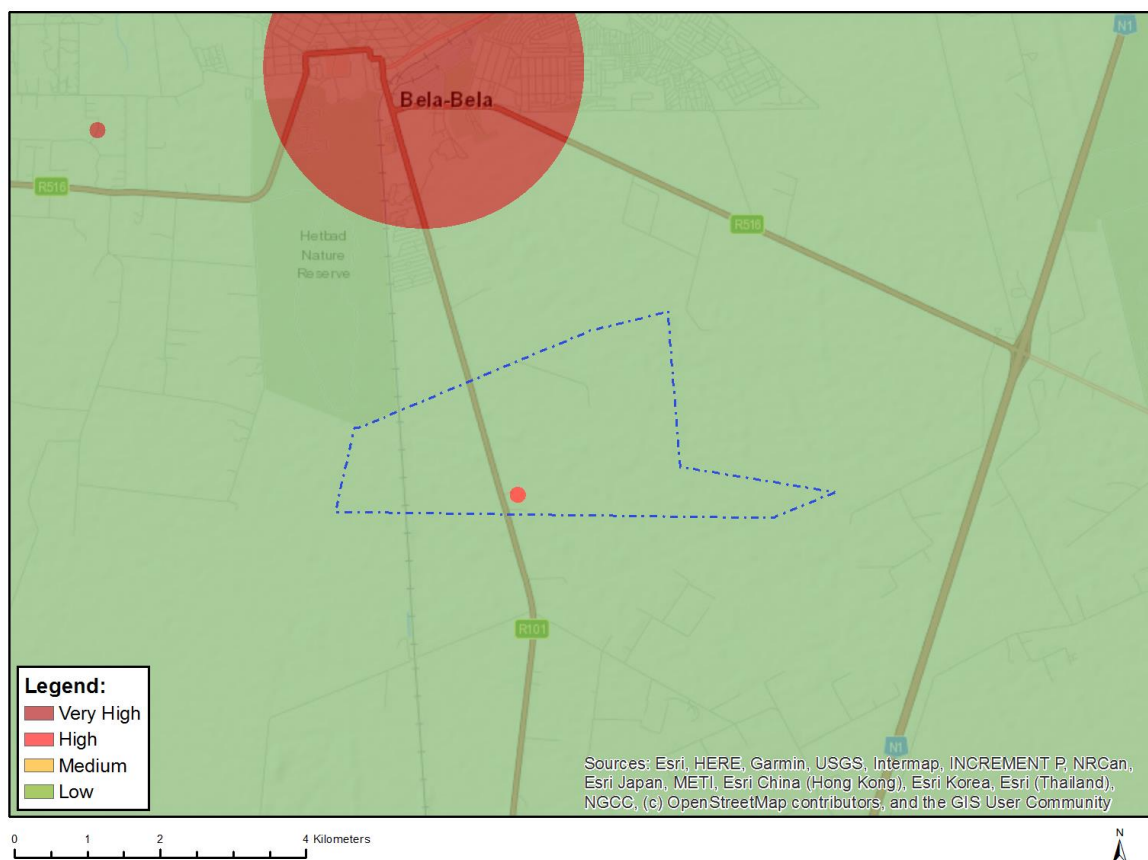 N1
Bela-Bela
R516
R516
Hetbad
Nature
Reserve
R101
N1
Legend:
Very High
High
Medium
Low
Sources: Esri, HERE, Garmin, USGS, Intermap, INCREMENT P, NRCan,
Esri Japan, METI, Esri China (Hong Kong), Esri Korea, Esri (Thailand),
NGCC, (c) OpenStreetMap contributors, and the GIS User Community
0 1 2 4 Kilometers
N